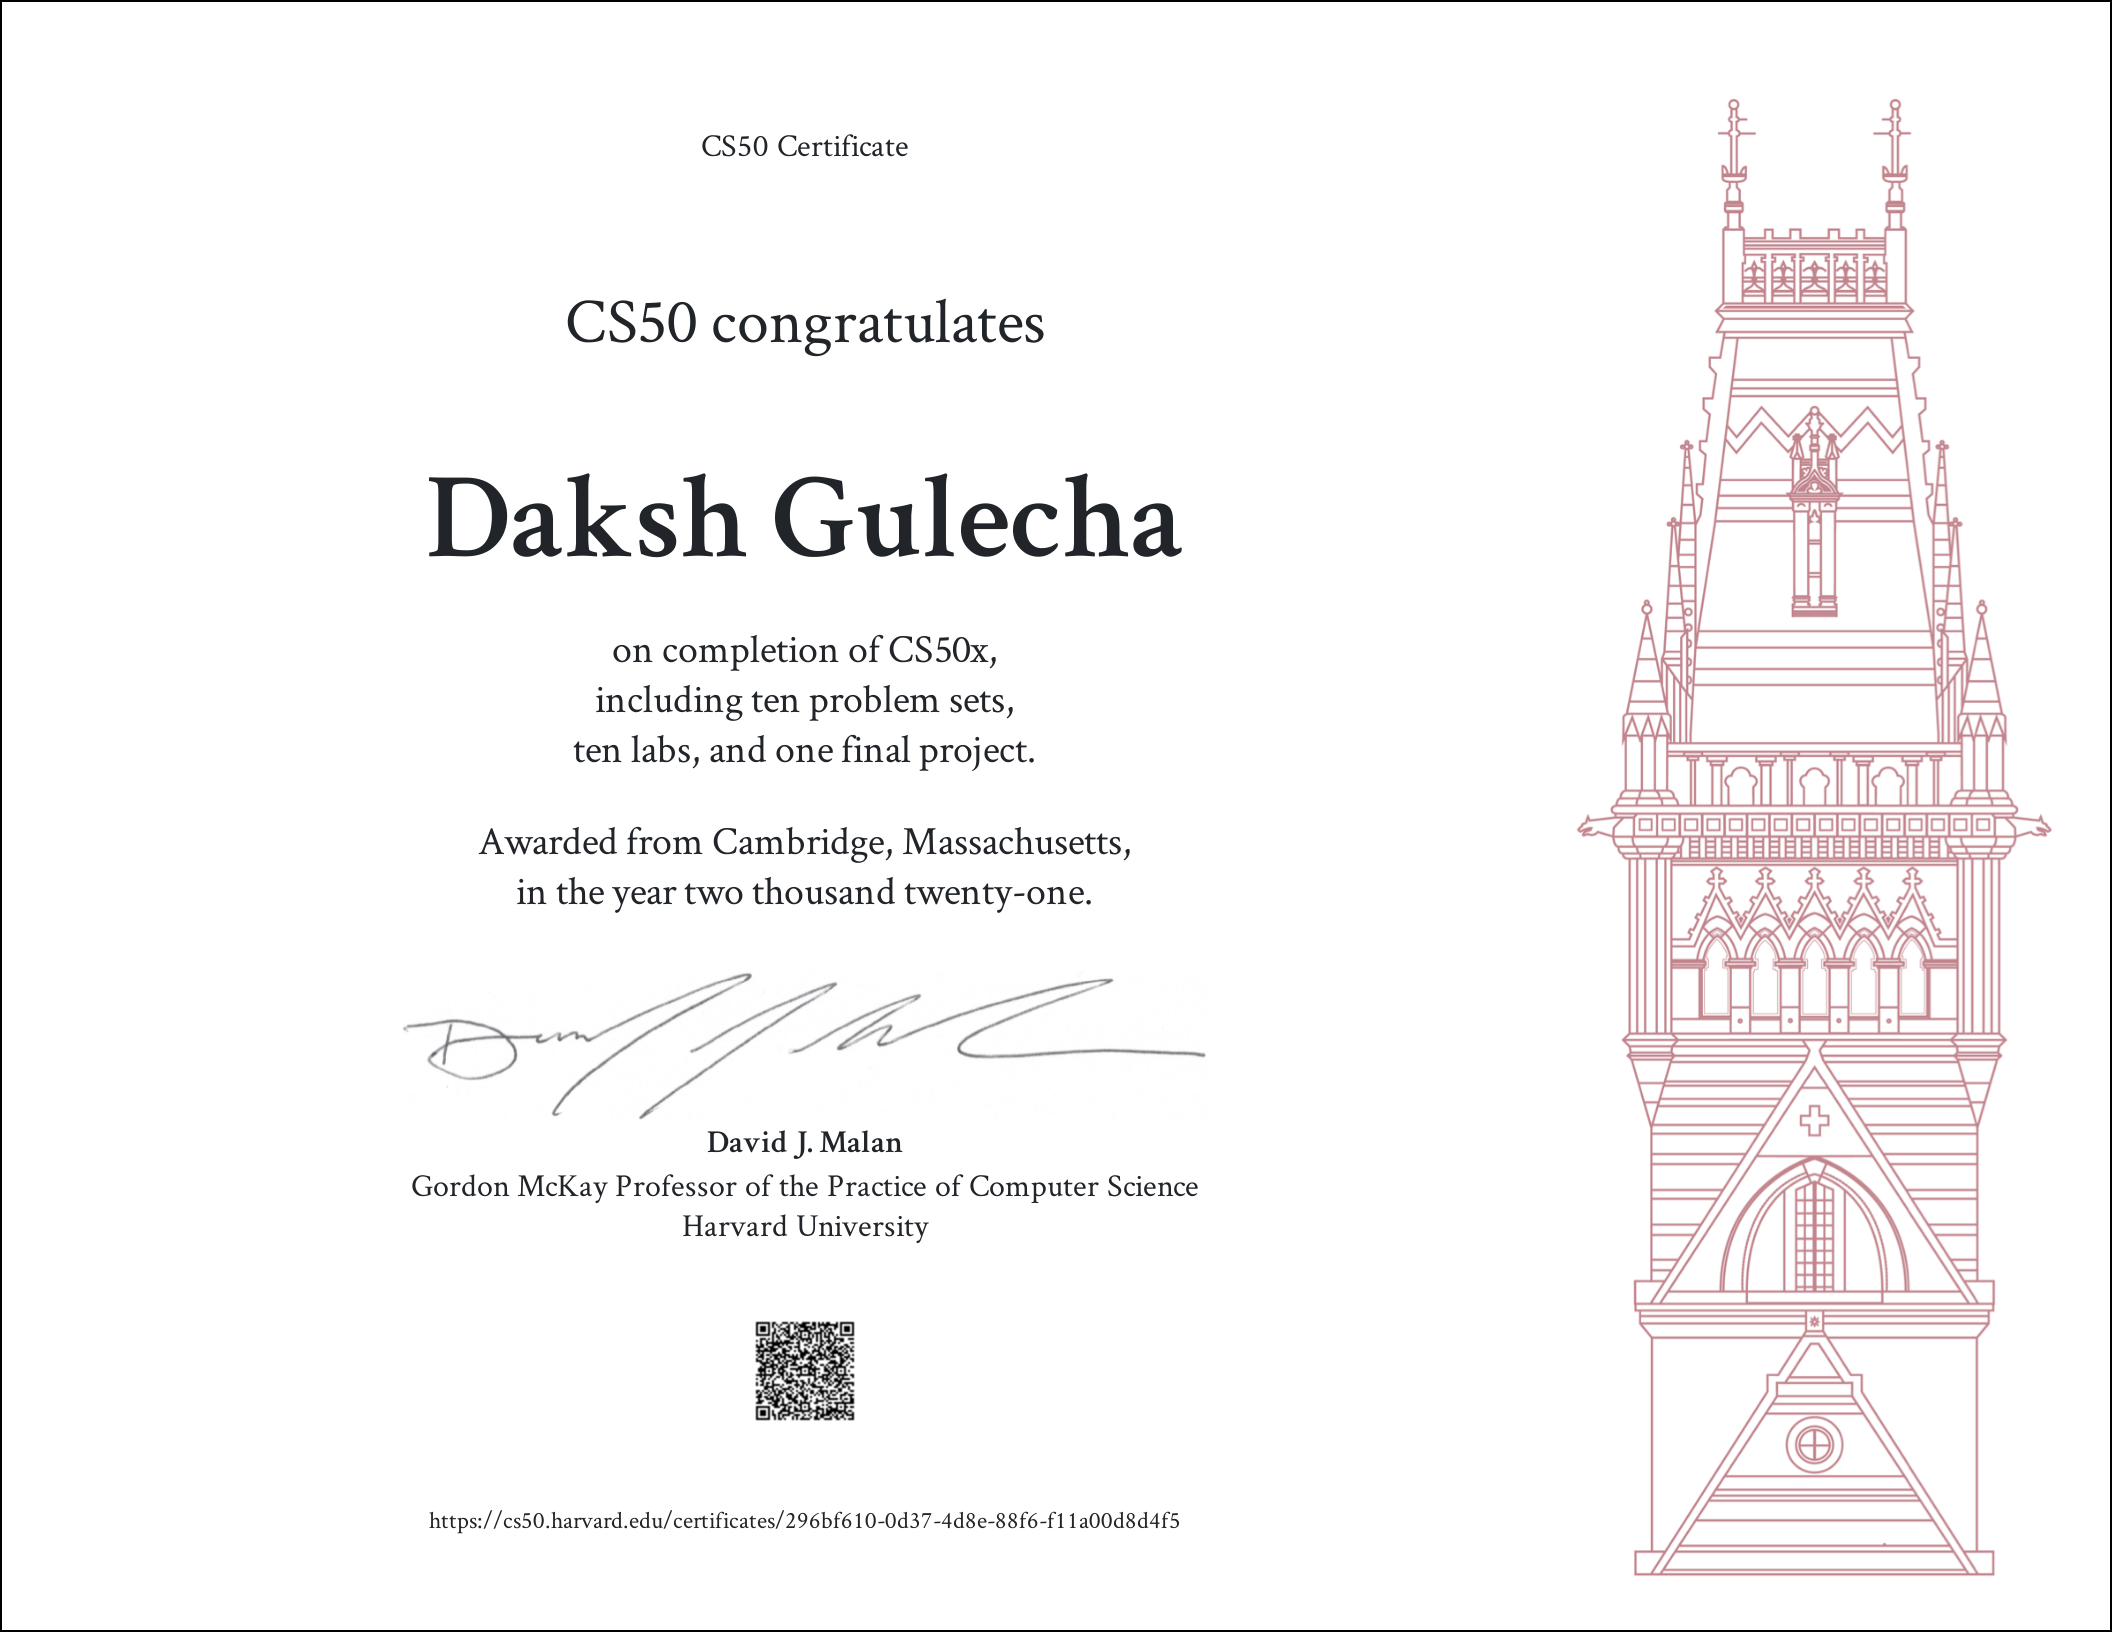 CS50 Certificate
CS50 congratulates
Daksh Gulecha
on completion of CS50x,
including ten problem sets,
ten labs, and one final project.
Awarded from Cambridge, Massachusetts,
in the year two thousand twenty-one.
David J. Malan
Gordon McKay Professor of the Practice of Computer Science
Harvard University
https://cs50.harvard.edu/certificates/296bf610-0d37-4d8e-88f6-f11a00d8d4f5